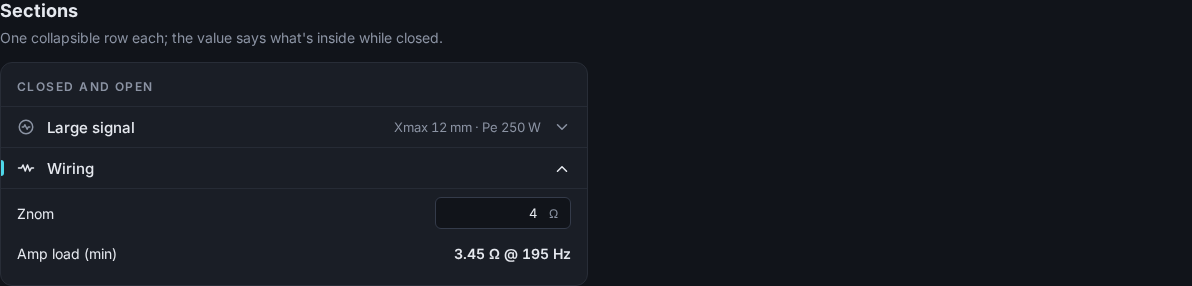 Sections
One collapsible row each; the value says what's inside while closed.
CLOSED AND OPEN
Large signal Xmax 12 mm · Pe 250 W
Wiring
Znom 4 Ω
Amp load (min) 3.45 Ω @ 195 Hz